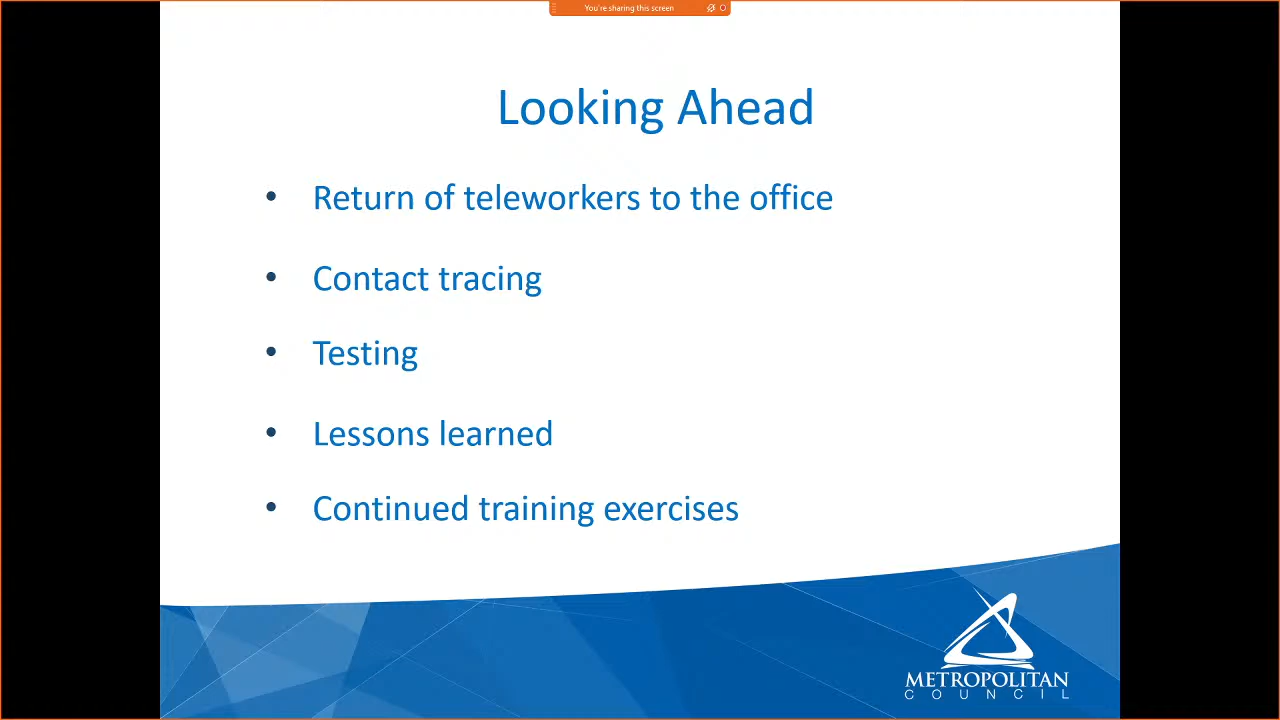 You're sharing this screen
Looking Ahead
• Return of teleworkers to the office
• Contact tracing
• Testing
• Lessons learned
• Continued training exercises
METROPOLITAN
COUNCIL